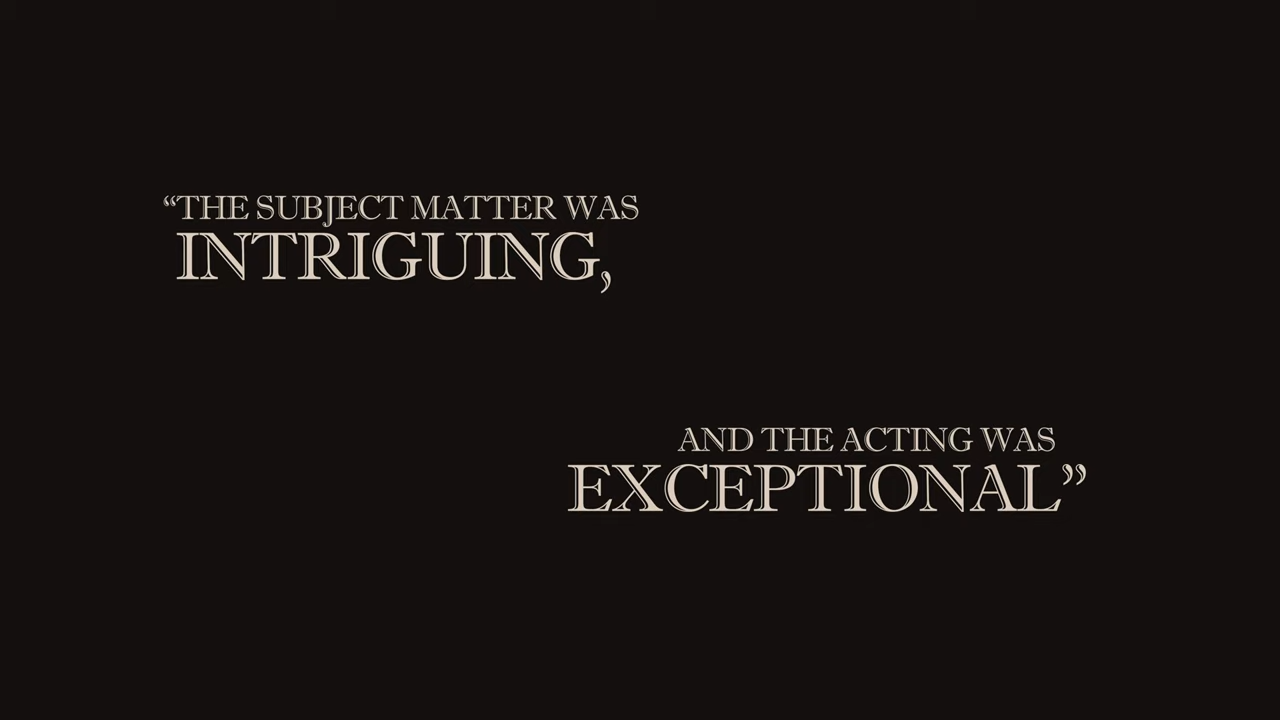 “THE SUBJECT MATTER WAS
INTRIGUING,
AND THE ACTING WAS
EXCEPTIONAL”